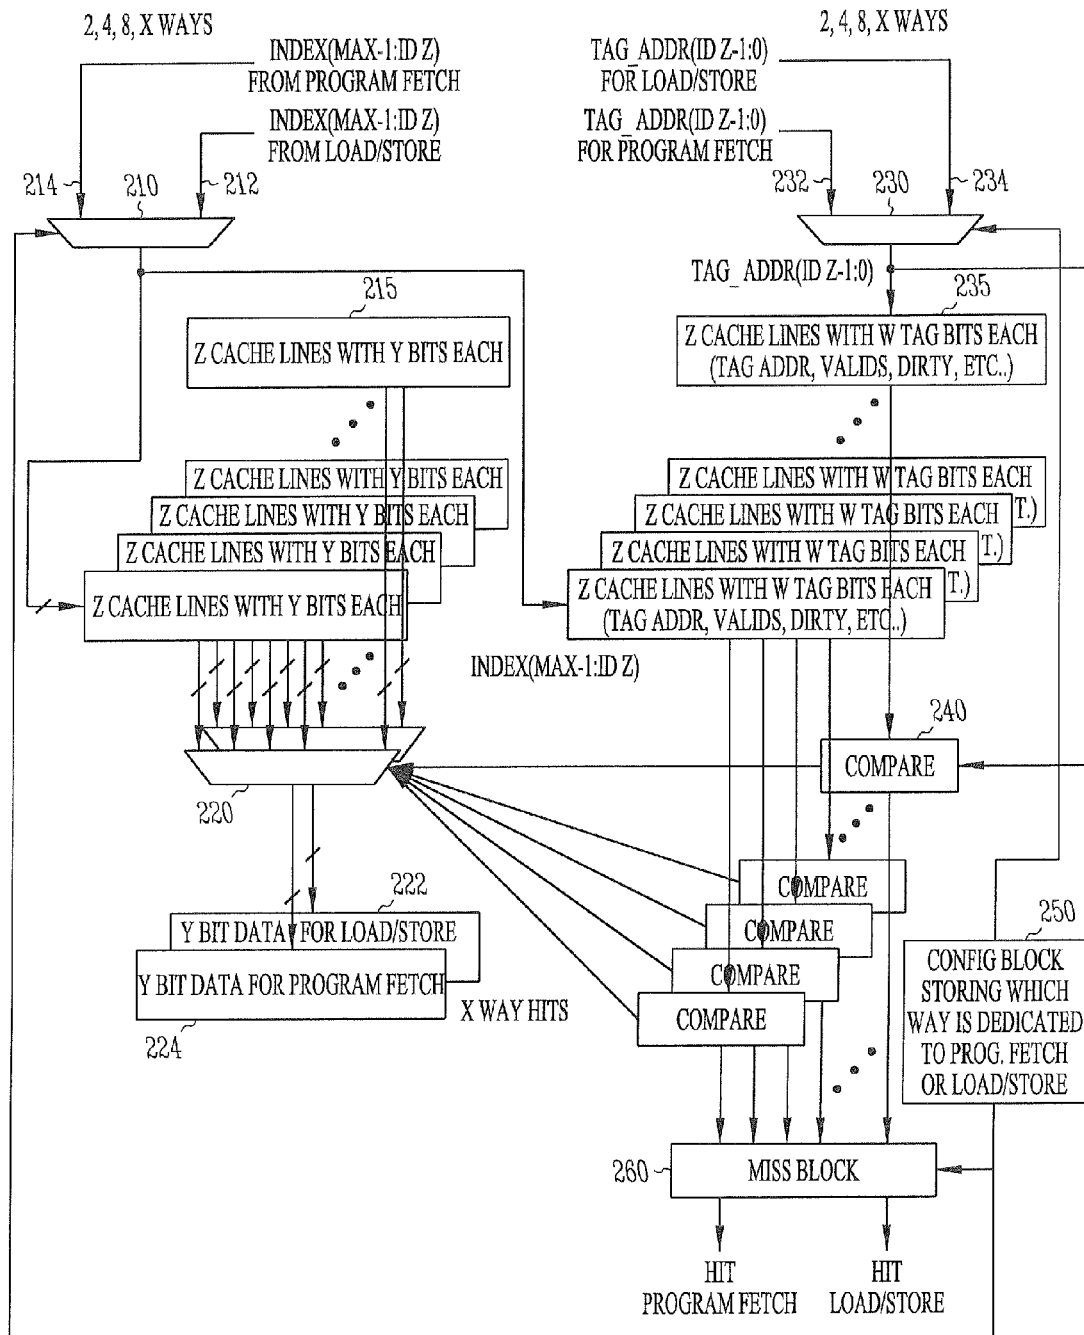 2, 4, 8, X WAYS
INDEX(MAX-1:ID Z)
FROM PROGRAM FETCH
INDEX(MAX-1:ID Z)
FROM LOAD/STORE
214
210
212
2, 4, 8, X WAYS
TAG_ADDR(ID Z-1:0)
FOR LOAD/STORE
TAG_ADDR(ID Z-1:0)
FOR PROGRAM FETCH
232
230
234
TAG_ADDR(ID Z-1:0)
215
Z CACHE LINES WITH Y BITS EACH
235
Z CACHE LINES WITH W TAG BITS EACH
(TAG ADDR, VALIDS, DIRTY, ETC..)
Z CACHE LINES WITH Y BITS EACH
Z CACHE LINES WITH Y BITS EACH
Z CACHE LINES WITH Y BITS EACH
Z CACHE LINES WITH Y BITS EACH
Z CACHE LINES WITH W TAG BITS EACH
Z CACHE LINES WITH W TAG BITS EACH
T.)
Z CACHE LINES WITH W TAG BITS EACH
T.)
Z CACHE LINES WITH W TAG BITS EACH
T.)
(TAG ADDR, VALIDS, DIRTY, ETC..)
INDEX(MAX-1:ID Z)
220
240
COMPARE
COMPARE
COMPARE
COMPARE
COMPARE
222
Y BIT DATA FOR LOAD/STORE
Y BIT DATA FOR PROGRAM FETCH
224
X WAY HITS
250
CONFIG BLOCK
STORING WHICH
WAY IS DEDICATED
TO PROG. FETCH
OR LOAD/STORE
260
MISS BLOCK
HIT
PROGRAM FETCH
HIT
LOAD/STORE